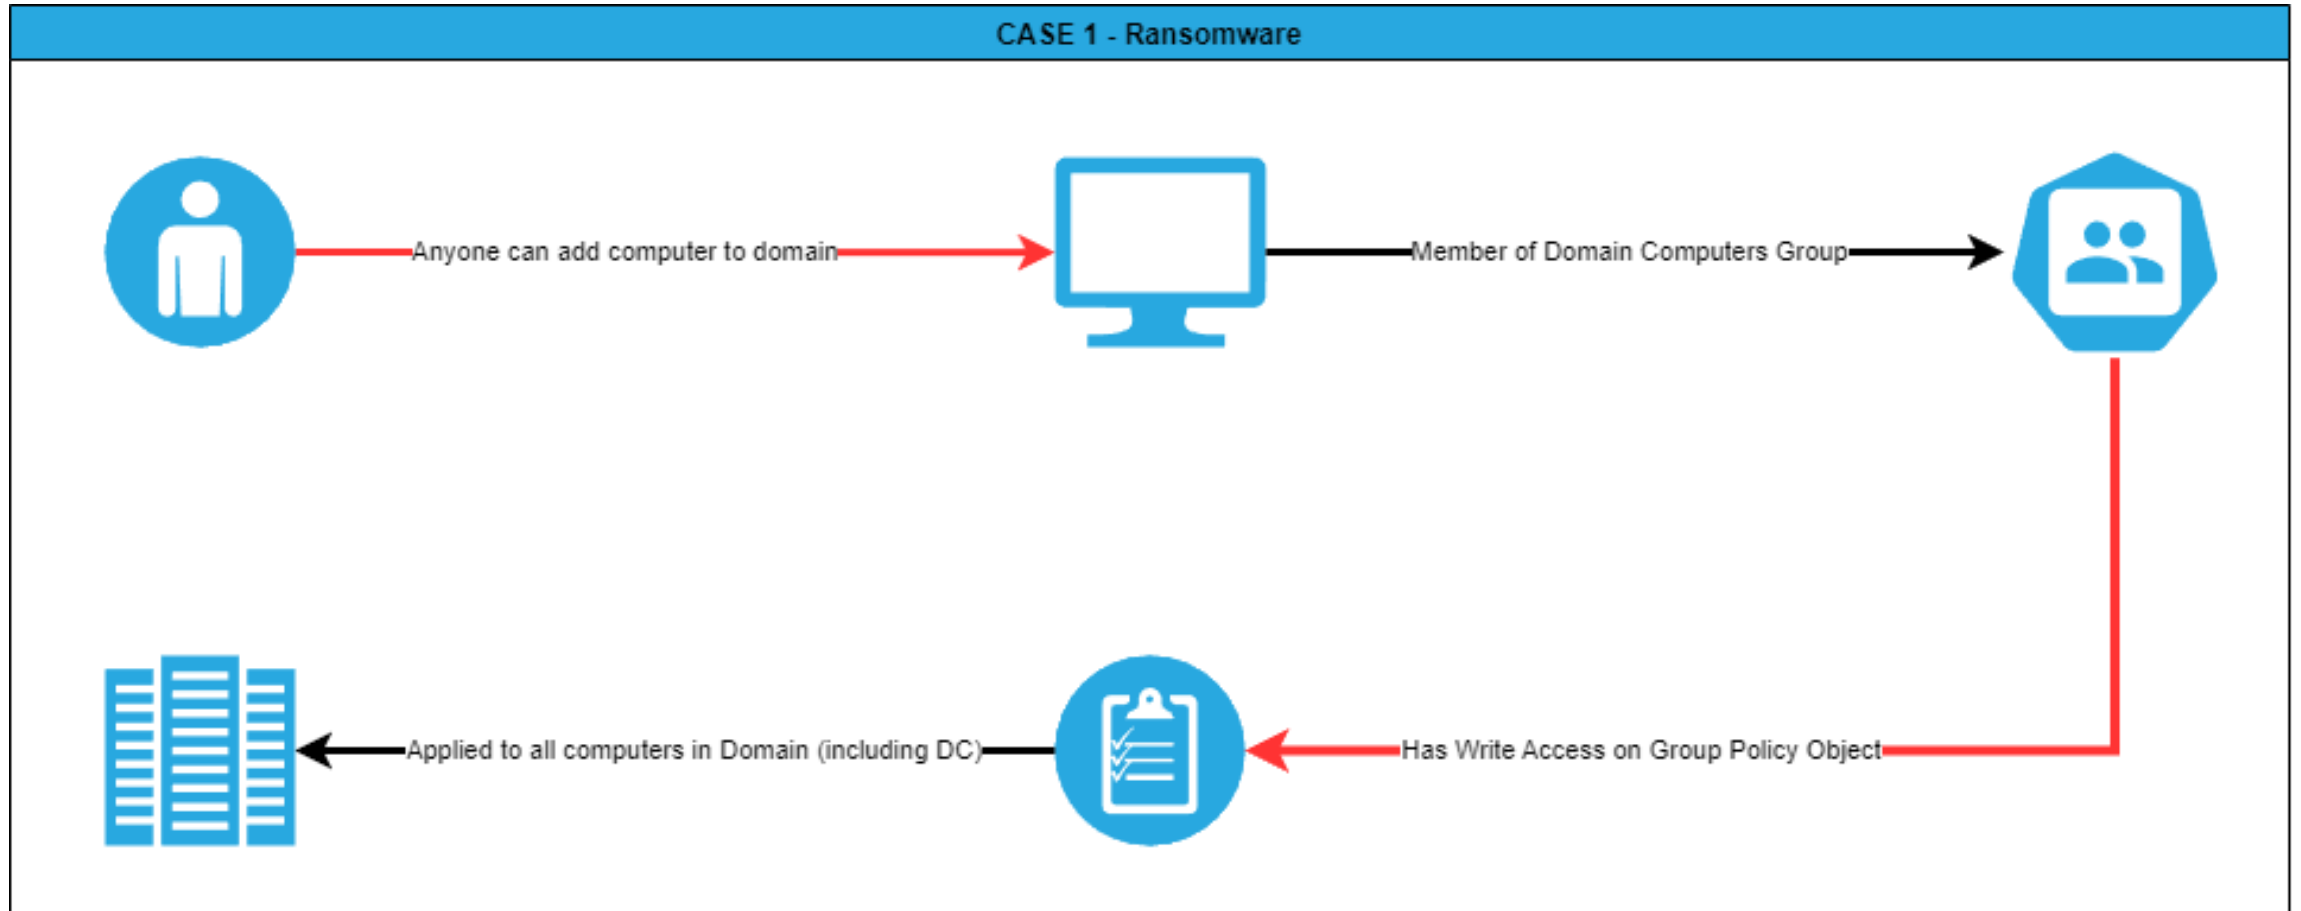 CASE 1 - Ransomware
Anyone can add computer to domain
Member of Domain Computers Group
Has Write Access on Group Policy Object
Applied to all computers in Domain (including DC)